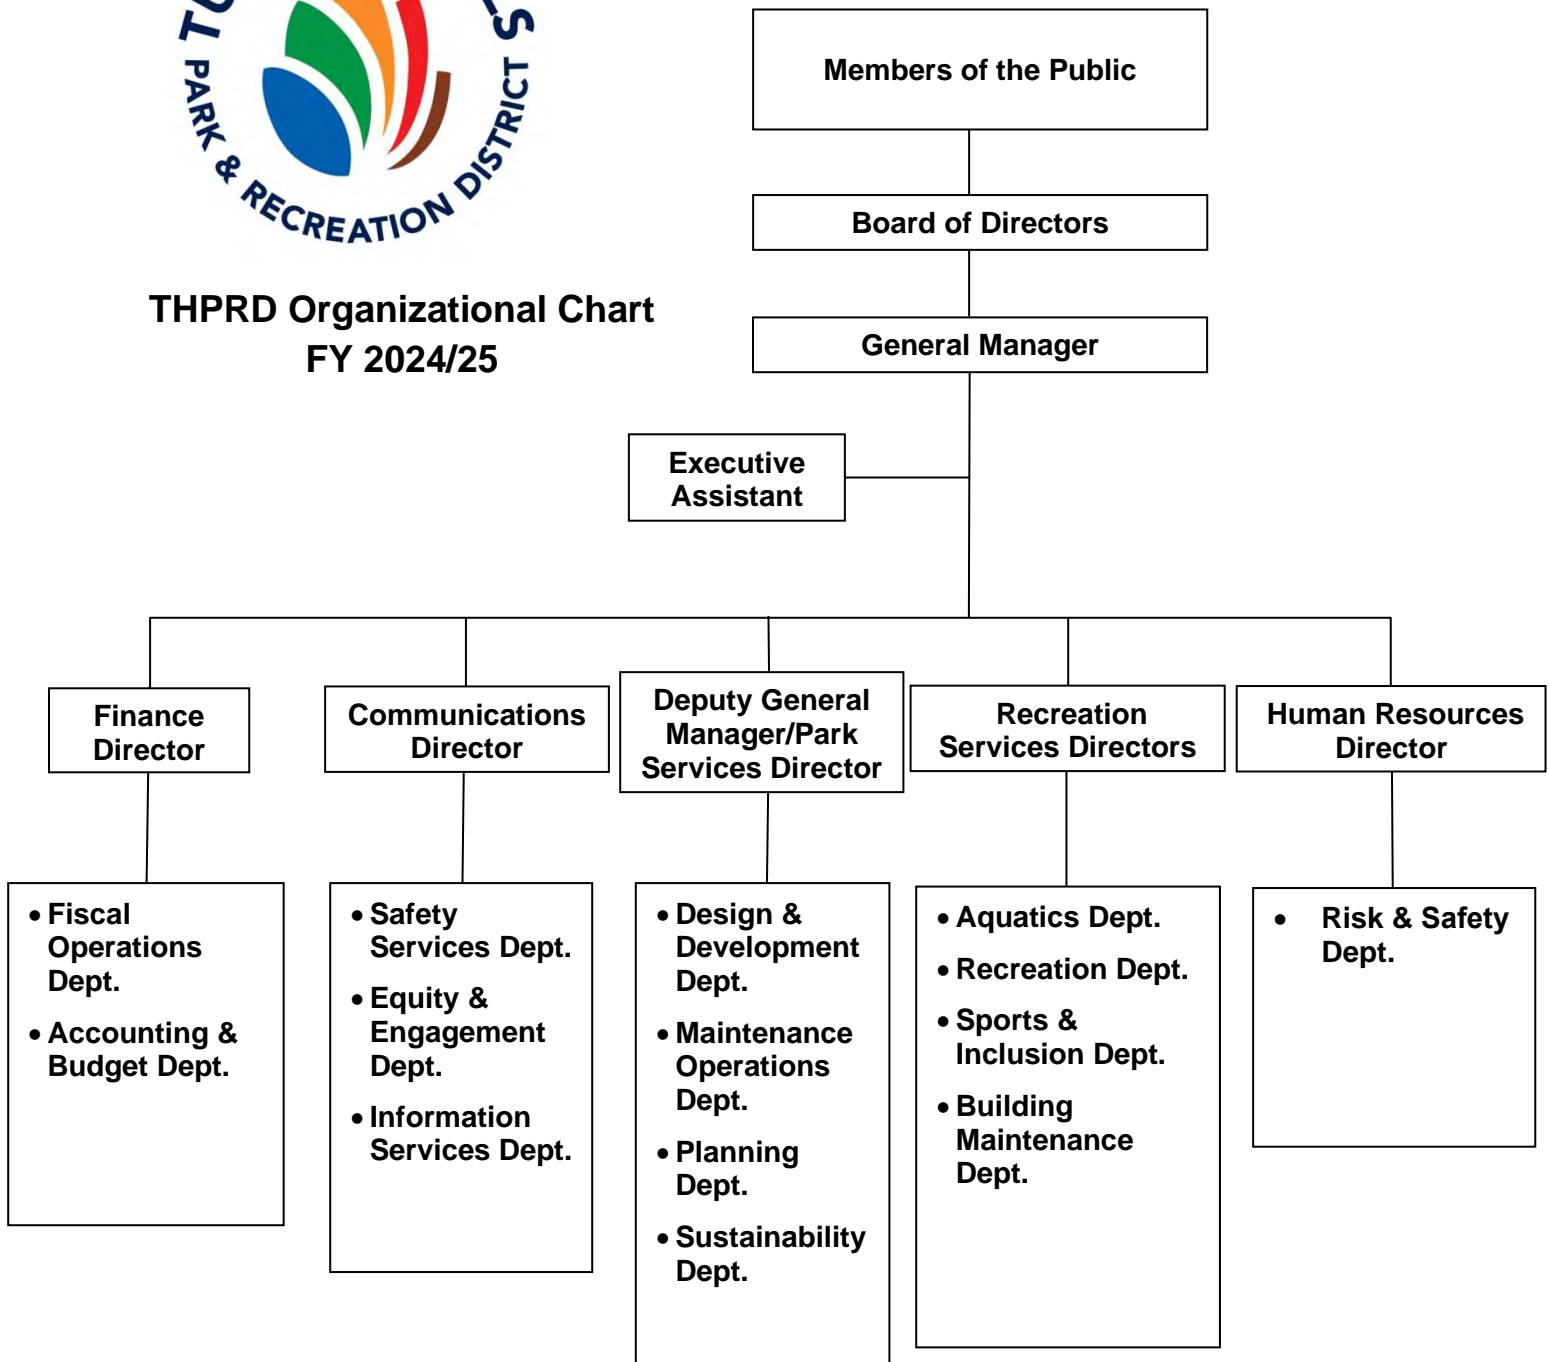 PARK & RECREATION DISTRICT
THPRD Organizational Chart
FY 2024/25
Members of the Public
Board of Directors
General Manager
Executive
Assistant
Finance
Director
Communications
Director
Deputy General
Manager/Park
Services Director
Recreation
Services Directors
Human Resources
Director
• Fiscal
Operations
Dept.
• Accounting &
Budget Dept.
• Safety
Services Dept.
• Equity &
Engagement
Dept.
• Information
Services Dept.
• Design &
Development
Dept.
• Maintenance
Operations
Dept.
• Planning
Dept.
• Sustainability
Dept.
• Aquatics Dept.
• Recreation Dept.
• Sports &
Inclusion Dept.
• Building
Maintenance
Dept.
• Risk & Safety
Dept.